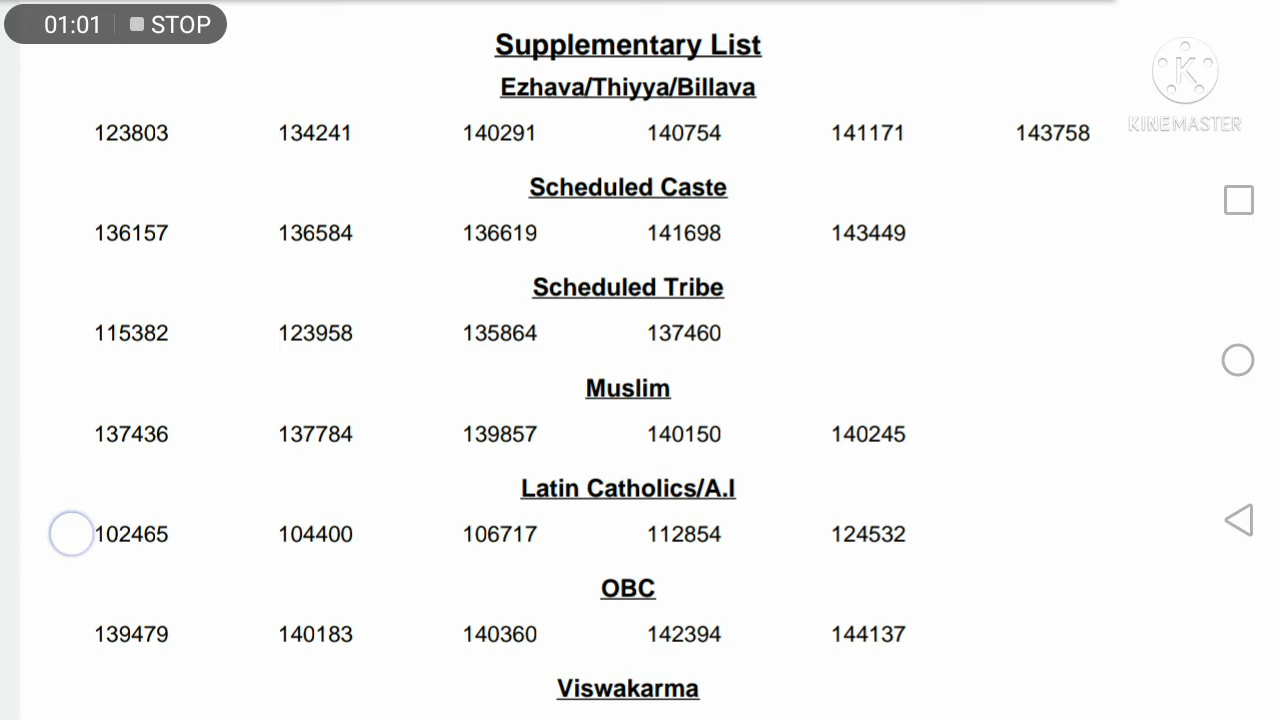 01:01 STOP
Supplementary List
Ezhava/Thiyya/Billava
KINEMASTER
123803 134241 140291 140754 141171 143758
Scheduled Caste
136157 136584 136619 141698 143449
Scheduled Tribe
115382 123958 135864 137460
Muslim
137436 137784 139857 140150 140245
Latin Catholics/A.I
102465 104400 106717 112854 124532
OBC
139479 140183 140360 142394 144137
Viswakarma